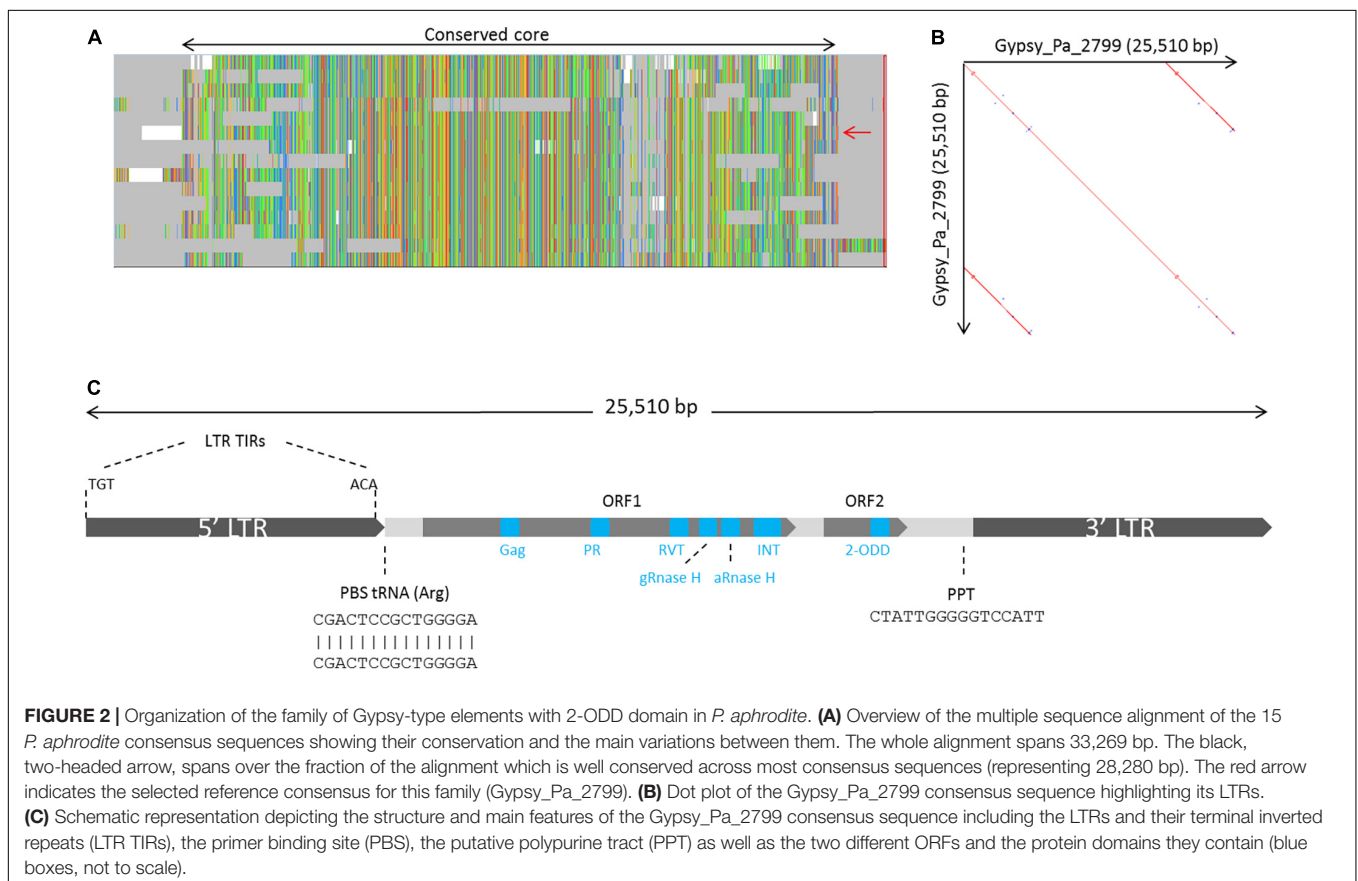 A
Conserved core
B
Gypsy_Pa_2799 (25,510 bp)
Gypsy_Pa_2799 (25,510 bp)
C
25,510 bp
LTR TIRs
TGT
ACA
ORF1
ORF2
5’ LTR
3’ LTR
Gag
PR
RVT
INT
2-ODD
gRnase H
aRnase H
PBS tRNA (Arg)
CGACTCCGCTGGGGA
| | | | | | | | | | | | | | |
CGACTCCGCTGGGGA
PPT
CTATTGGGGGTCCATT
FIGURE 2 | Organization of the family of Gypsy-type elements with 2-ODD domain in P. aphrodite. (A) Overview of the multiple sequence alignment of the 15
P. aphrodite consensus sequences showing their conservation and the main variations between them. The whole alignment spans 33,269 bp. The black,
two-headed arrow, spans over the fraction of the alignment which is well conserved across most consensus sequences (representing 28,280 bp). The red arrow
indicates the selected reference consensus for this family (Gypsy_Pa_2799). (B) Dot plot of the Gypsy_Pa_2799 consensus sequence highlighting its LTRs.
(C) Schematic representation depicting the structure and main features of the Gypsy_Pa_2799 consensus sequence including the LTRs and their terminal inverted
repeats (LTR TIRs), the primer binding site (PBS), the putative polypurine tract (PPT) as well as the two different ORFs and the protein domains they contain (blue
boxes, not to scale).